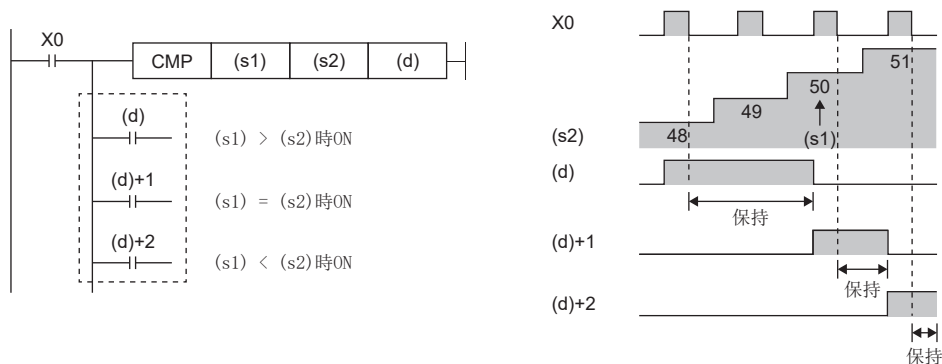 X0
CMP (s1) (s2) (d)
(d)
(s1) > (s2)時ON
(d)+1
(s1) = (s2)時ON
(d)+2
(s1) < (s2)時ON
X0
51
50
49
(s2)
48
(s1)
(d)
保持
(d)+1
保持
(d)+2
保持